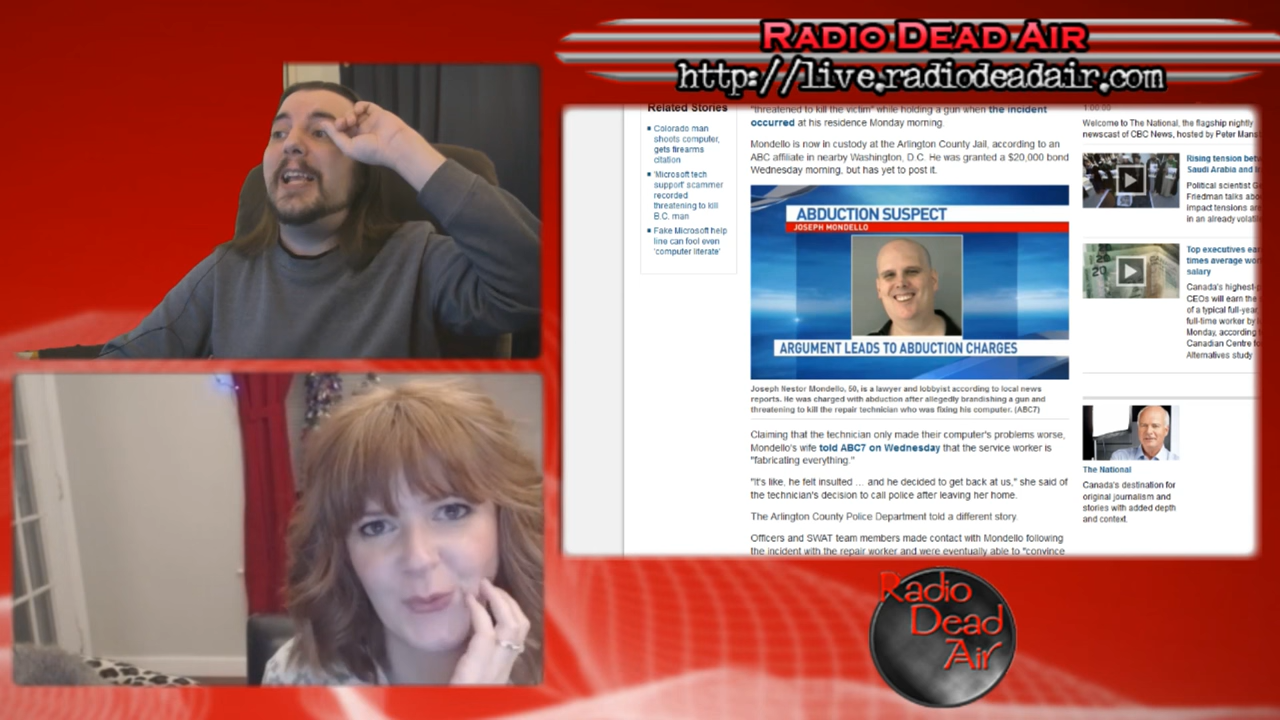 RADIO DEAD AIR
http://live.radiodeadair.com
Related Stories
Colorado man
shoots computer,
gets firearms
citation
'Microsoft tech
support' scammer
recorded
threatening to kill
B.C. man
Fake Microsoft help
line can fool even
'computer literate'
"threatened to kill the victim" while holding a gun when the incident
occurred at his residence Monday morning.
Mondello is now in custody at the Arlington County Jail, according to an
ABC affiliate in nearby Washington, D.C. He was granted a $20,000 bond
Wednesday morning, but has yet to post it.
ABDUCTION SUSPECT
JOSEPH MONDELLO
ARGUMENT LEADS TO ABDUCTION CHARGES
Joseph Nestor Mondello, 50, is a lawyer and lobbyist according to local news
reports. He was charged with abduction after allegedly brandishing a gun and
threatening to kill the repair technician who was fixing his computer. (ABC7)
Claiming that the technician only made their computer's problems worse,
Mondello's wife told ABC7 on Wednesday that the service worker is
"fabricating everything."
"It's like, he felt insulted ... and he decided to get back at us," she said of
the technician's decision to call police after leaving her home.
The Arlington County Police Department told a different story.
Officers and SWAT team members made contact with Mondello following
the incident with the repair worker and were eventually able to "convince
1:00:00
Welcome to The National, the flagship nightly
newscast of CBC News, hosted by Peter Mans
Rising tension bet
Saudi Arabia and I
Political scientist G
Friedman talks abo
impact tensions are
in an already volatil
Top executives ea
times average wor
salary
Canada's highest-p
CEOs will earn the
of a typical full-year,
full-time worker by
Monday, according
Canadian Centre fo
Alternatives study
The National
Canada's destination for
original journalism and
stories with added depth
and context.
Radio
Dead
Air